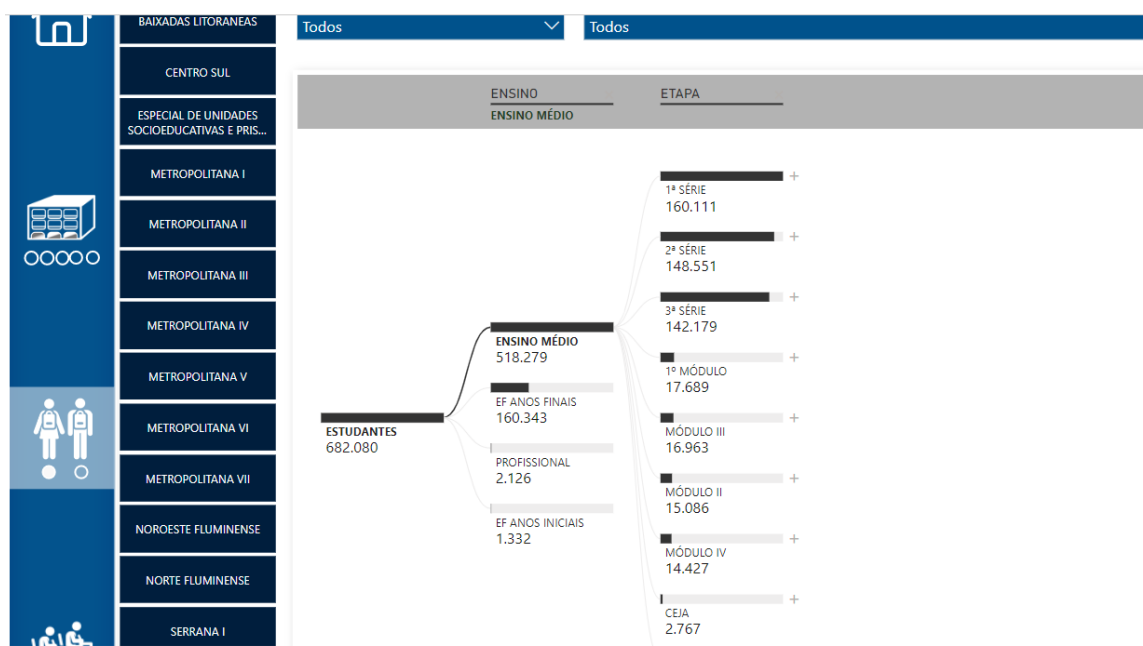 BAIXADAS LITORANEAS
CENTRO SUL
ESPECIAL DE UNIDADES
SOCIOEDUCATIVAS E PRIS...
METROPOLITANA I
METROPOLITANA II
METROPOLITANA III
METROPOLITANA IV
METROPOLITANA V
METROPOLITANA VI
METROPOLITANA VII
NOROESTE FLUMINENSE
NORTE FLUMINENSE
SERRANA I
Todos
Todos
ENSINO
ENSINO MÉDIO
ETAPA
ESTUDANTES
682.080
ENSINO MÉDIO
518.279
EF ANOS FINAIS
160.343
PROFISSIONAL
2.126
EF ANOS INICIAIS
1.332
1ª SÉRIE
160.111
2ª SÉRIE
148.551
3ª SÉRIE
142.179
1º MÓDULO
17.689
MÓDULO III
16.963
MÓDULO II
15.086
MÓDULO IV
14.427
CEJA
2.767